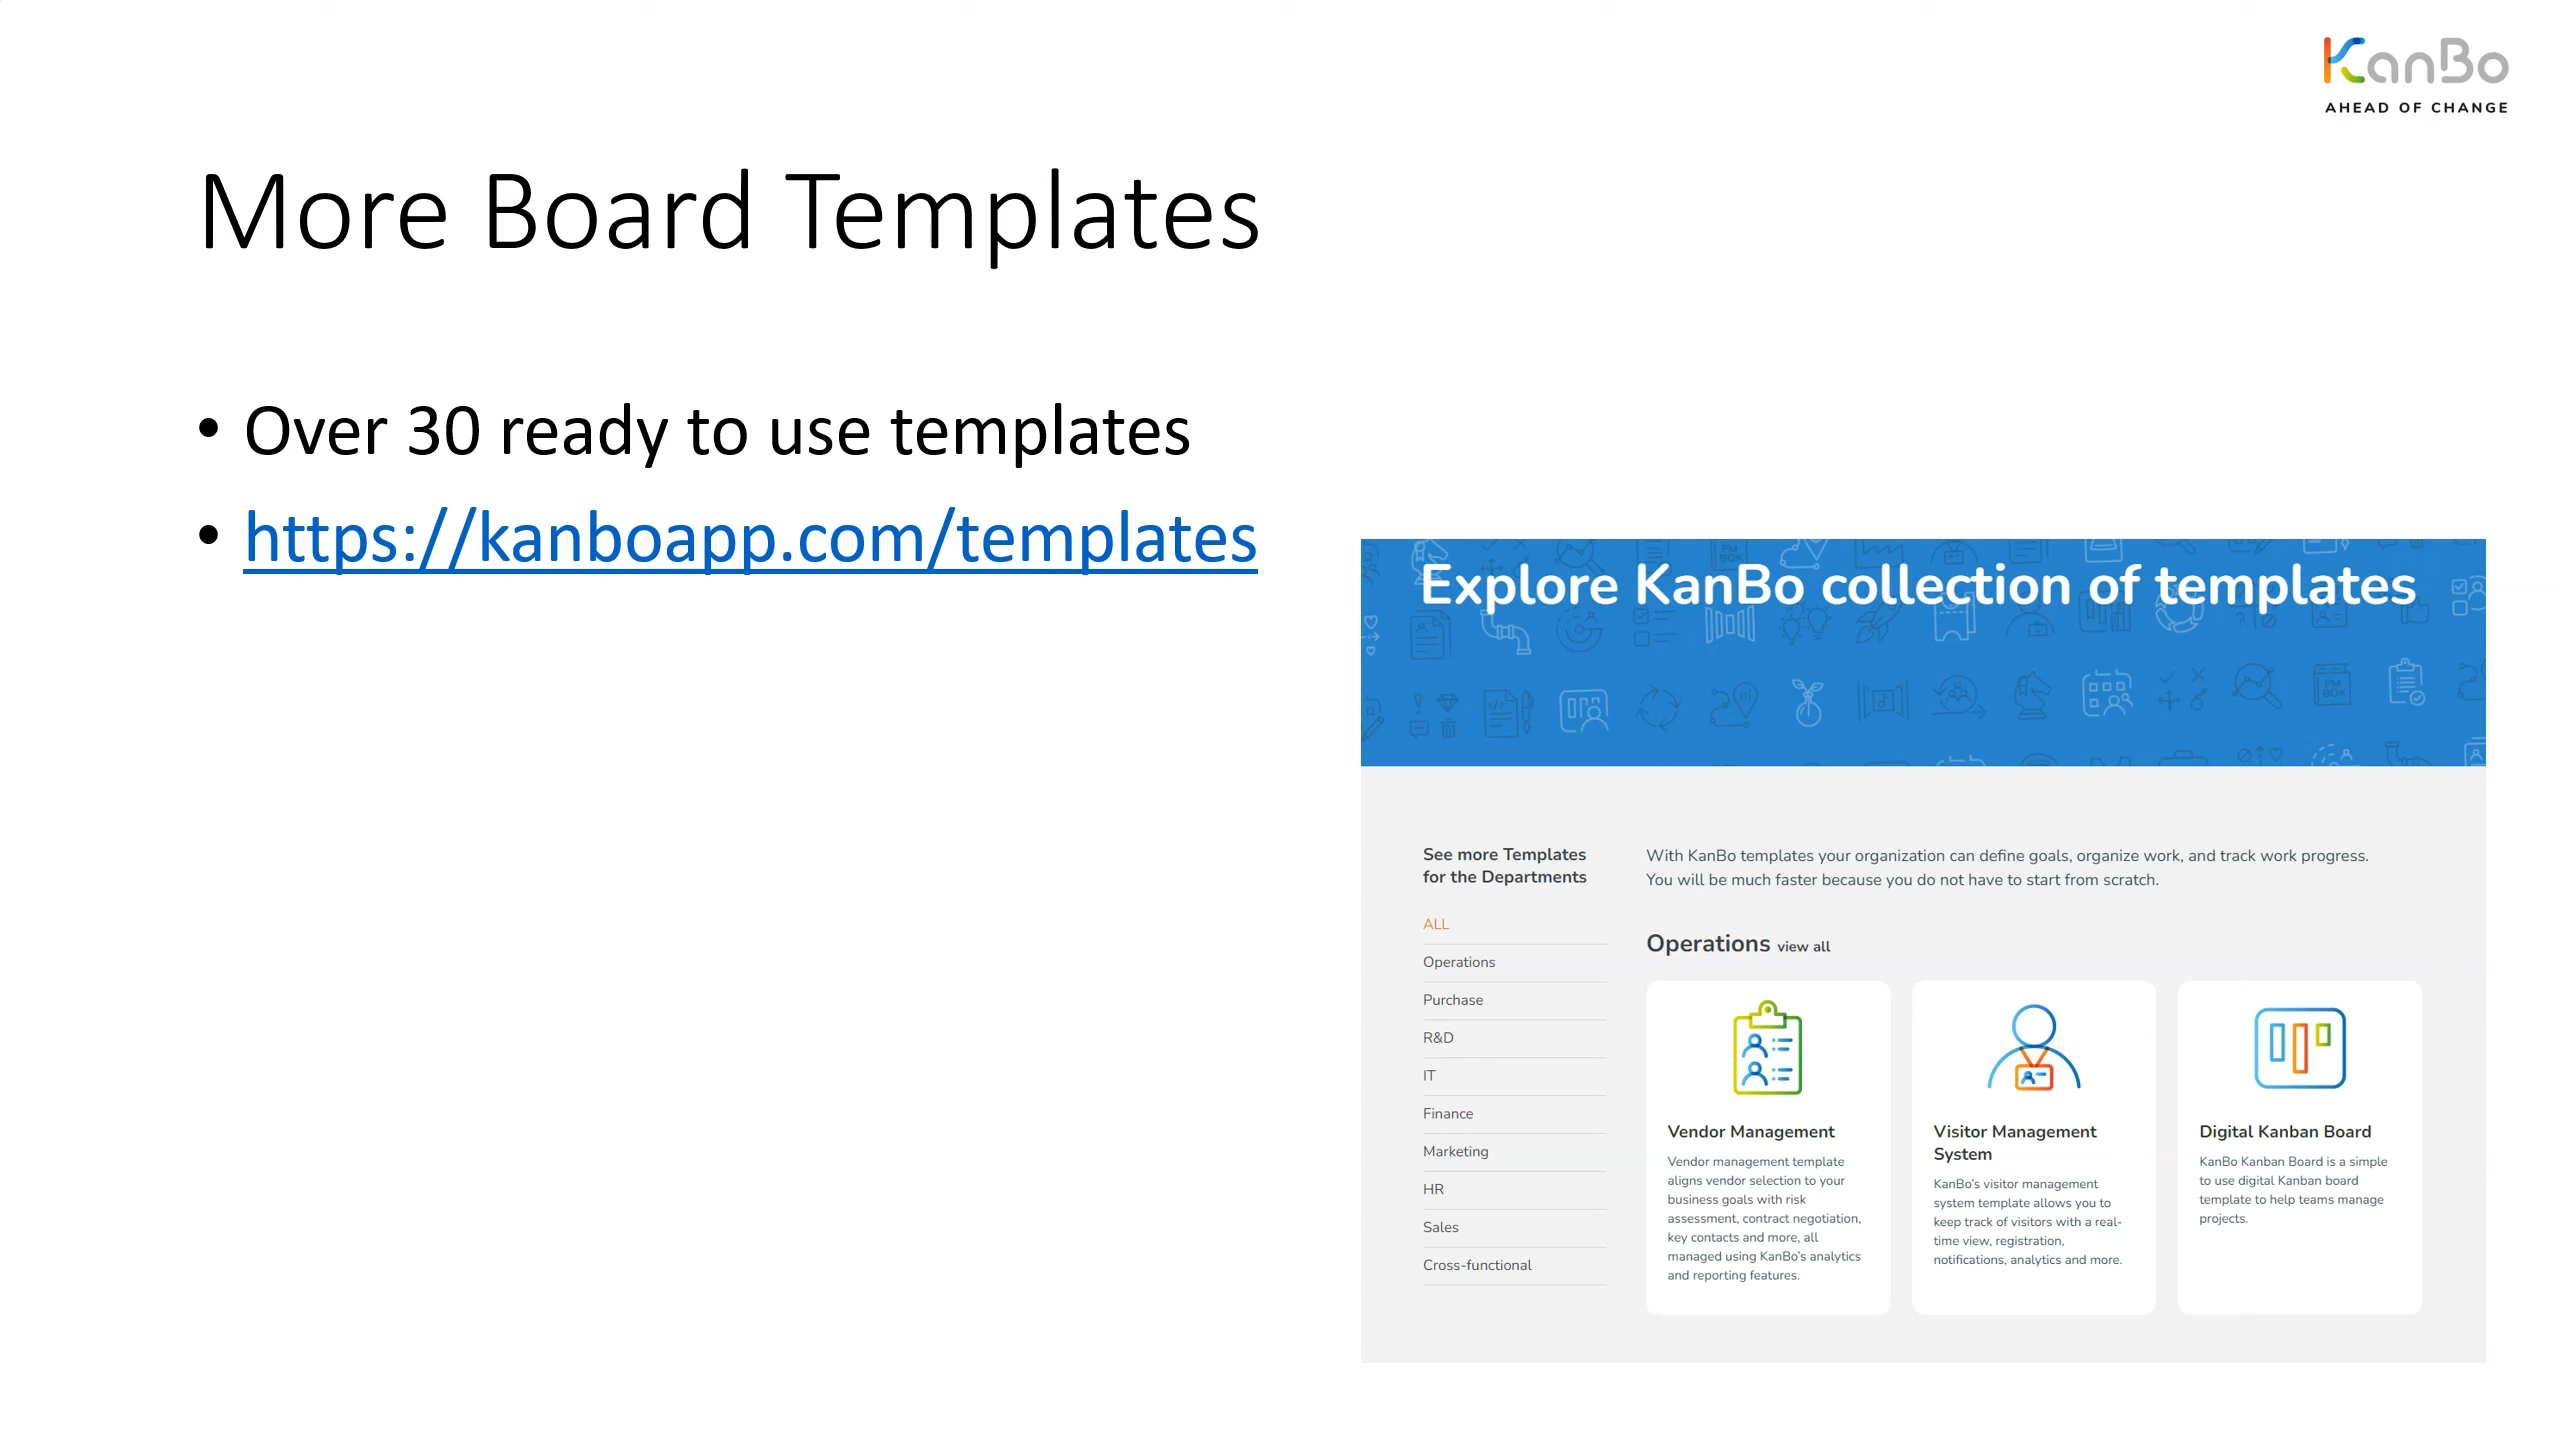 KanBo
AHEAD OF CHANGE
More Board Templates
• Over 30 ready to use templates
• https://kanboapp.com/templates
Explore KanBo collection of templates
See more Templates
for the Departments
ALL
Operations
Purchase
R&D
IT
Finance
Marketing
HR
Sales
Cross-functional
With KanBo templates your organization can define goals, organize work, and track work progress.
You will be much faster because you do not have to start from scratch.
Operations view all
Vendor Management
Vendor management template
aligns vendor selection to your
business goals with risk
assessment, contract negotiation,
key contacts and more, all
managed using KanBo's analytics
and reporting features.
Visitor Management
System
KanBo's visitor management
system template allows you to
keep track of visitors with a real-
time view, registration,
notifications, analytics and more.
Digital Kanban Board
KanBo Kanban Board is a simple
to use digital Kanban board
template to help teams manage
projects.